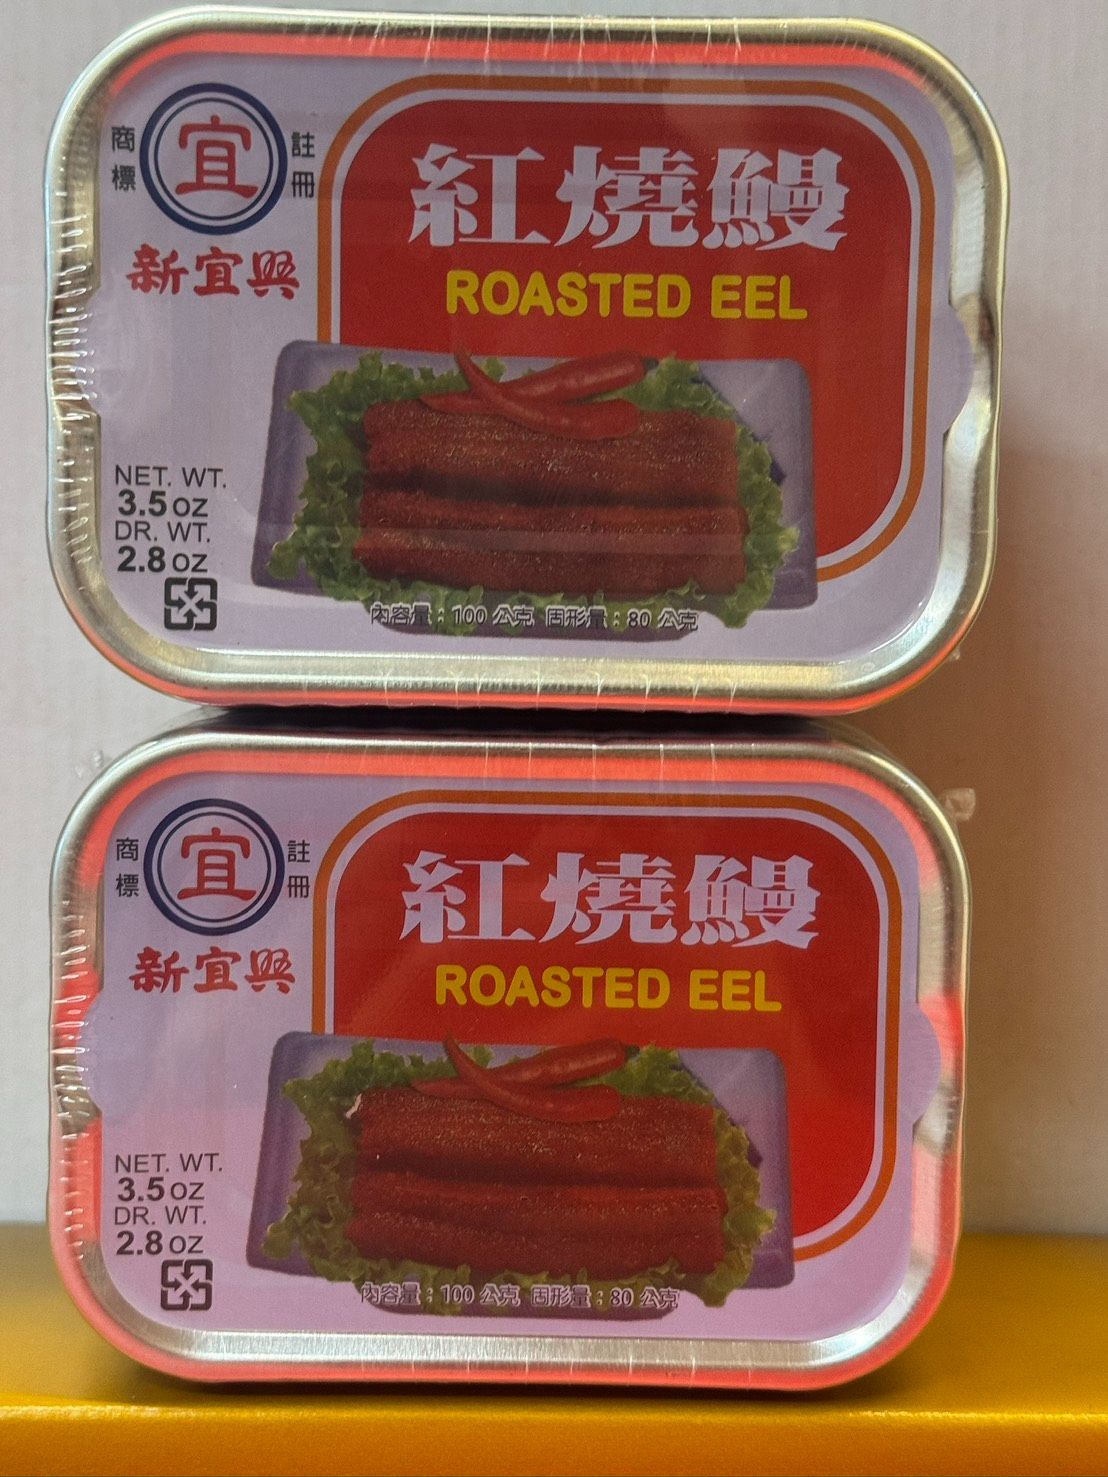 商標
宜
註冊
新宜興
紅燒鰻
ROASTED EEL
NET. WT.
3.5 OZ
DR. WT.
2.8 OZ
內容量：100 公克 固形量：80 公克
商標
宜
註冊
新宜興
紅燒鰻
ROASTED EEL
NET. WT.
3.5 OZ
DR. WT.
2.8 OZ
內容量：100 公克 固形量：80 公克